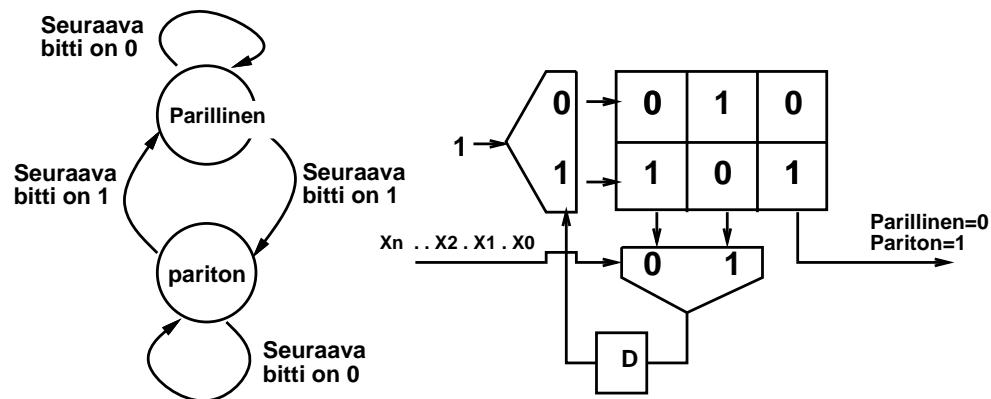 Seuraava
bitti on 0
Parillinen
Seuraava
bitti on 1
Seuraava
bitti on 1
pariton
Seuraava
bitti on 0
1
0
1
0 1 0
1 0 1
Xn . . X2 . X1 . X0
0 1
D
Parillinen=0
Pariton=1